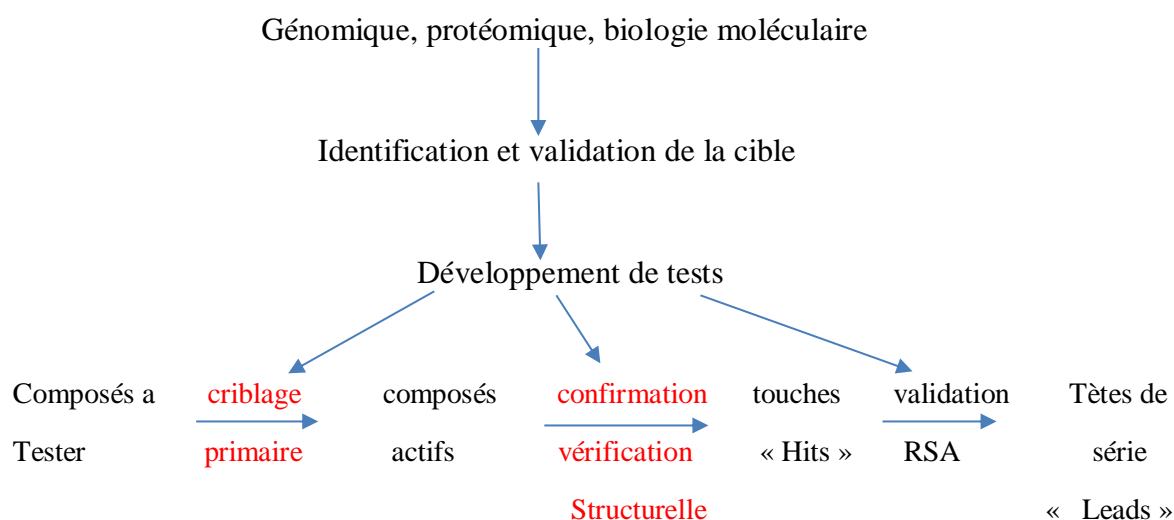 Génomique, protéomique, biologie moléculaire
Identification et validation de la cible
Développement de tests
Composés a criblage composés confirmation touches validation Tètes de
Tester primaire actifs vérification « Hits » RSA série
Structurelle « Leads »